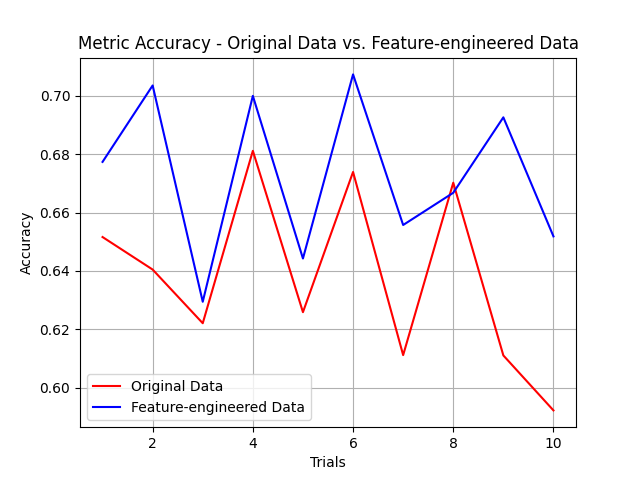 Metric Accuracy - Original Data vs. Feature-engineered Data
0.70
0.68
0.66
0.64
0.62
0.60
Accuracy
Original Data
Feature-engineered Data
2
4
6
8
10
Trials